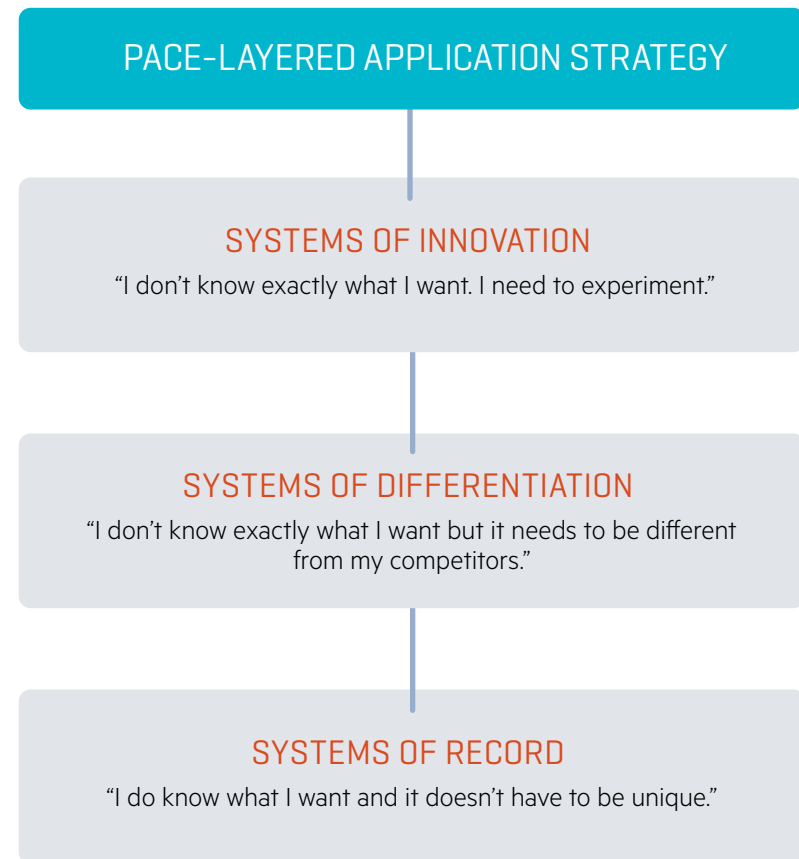 PACE-LAYERED APPLICATION STRATEGY
SYSTEMS OF INNOVATION
“I don’t know exactly what I want. I need to experiment.”
SYSTEMS OF DIFFERENTIATION
“I don’t know exactly what I want but it needs to be different
from my competitors.”
SYSTEMS OF RECORD
“I do know what I want and it doesn’t have to be unique.”